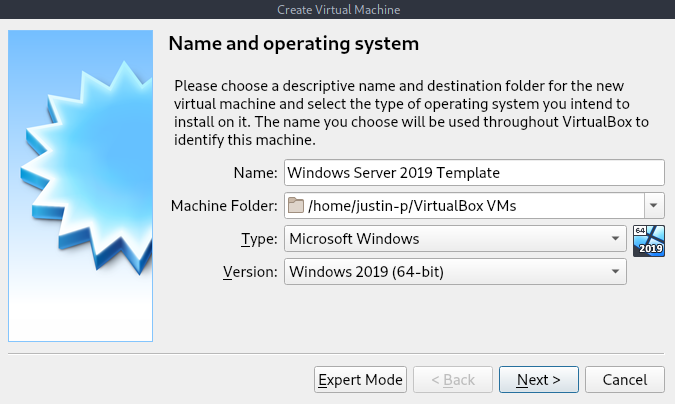 Create Virtual Machine
Name and operating system
Please choose a descriptive name and destination folder for the new
virtual machine and select the type of operating system you intend to
install on it. The name you choose will be used throughout VirtualBox to
identify this machine.
Name: Windows Server 2019 Template
Machine Folder: /home/justin-p/VirtualBox VMs
Type: Microsoft Windows
64
2019
Version: Windows 2019 (64-bit)
Expert Mode < Back Next > Cancel